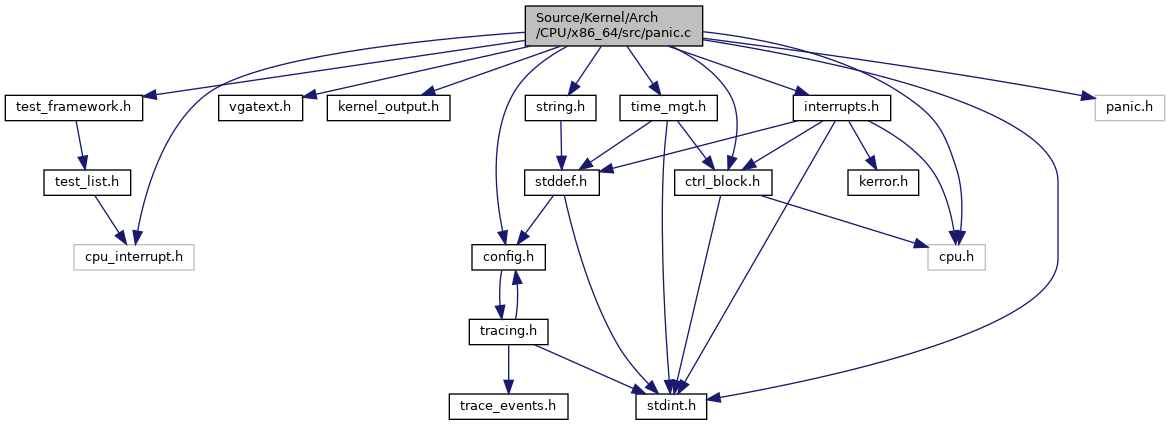 Source/Kernel/Arch
/CPU/x86_64/src/panic.c
test_framework.h
vgatext.h
kernel_output.h
string.h
time_mgt.h
interrupts.h
panic.h
test_list.h
stddef.h
ctrl_block.h
kerror.h
cpu_interrupt.h
config.h
cpu.h
tracing.h
trace_events.h
stdint.h